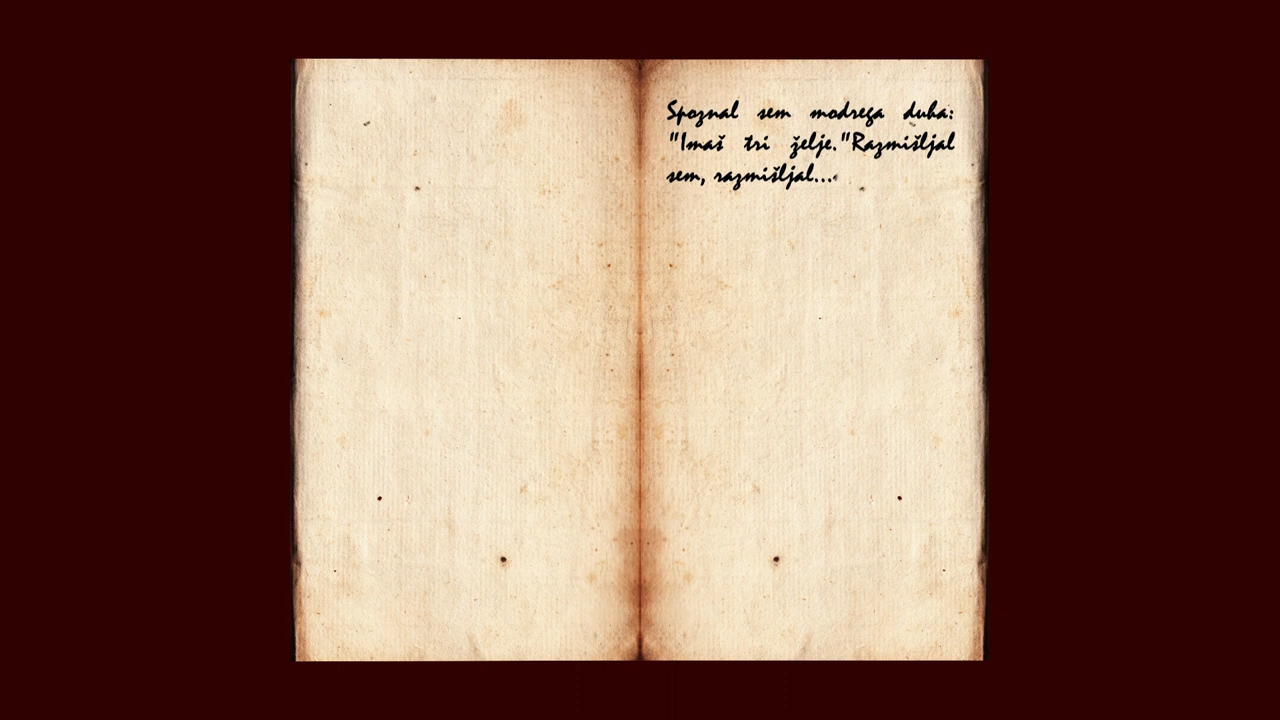 Spoznal sem modrega duha:
"Imaš tri želje."Razmišljal
sem, razmišljal...